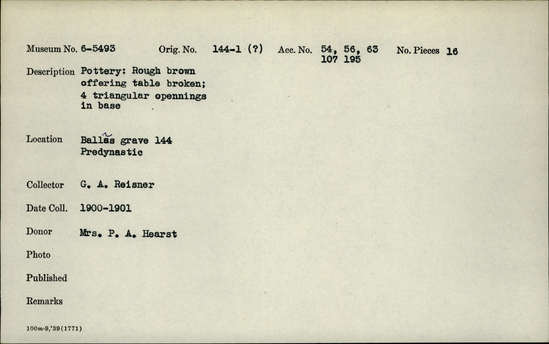 Museum No. 6-5493 Orig. No. 144-1 (?) Acc. No. 54, 56, 63 No. Pieces 16
107 195
Description Pottery: Rough brown
offering table broken;
4 triangular opennings
in base
Location Ballãs grave 144
Predynastic
Collector G. A. Reisner
Date Coll. 1900-1901
Donor Mrs. P. A. Hearst
Photo
Published
Remarks
100m-9,'39(1771)